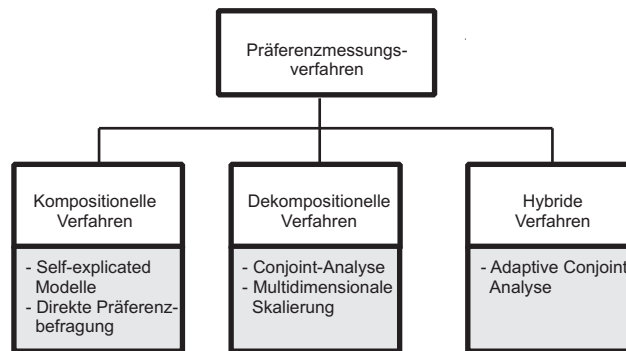 Präferenzmessungs-
verfahren
Kompositionelle
Verfahren
- Self-explicated
Modelle
- Direkte Präferenz-
befragung
Dekompositionelle
Verfahren
- Conjoint-Analyse
- Multidimensionale
Skalierung
Hybride
Verfahren
- Adaptive Conjoint
Analyse